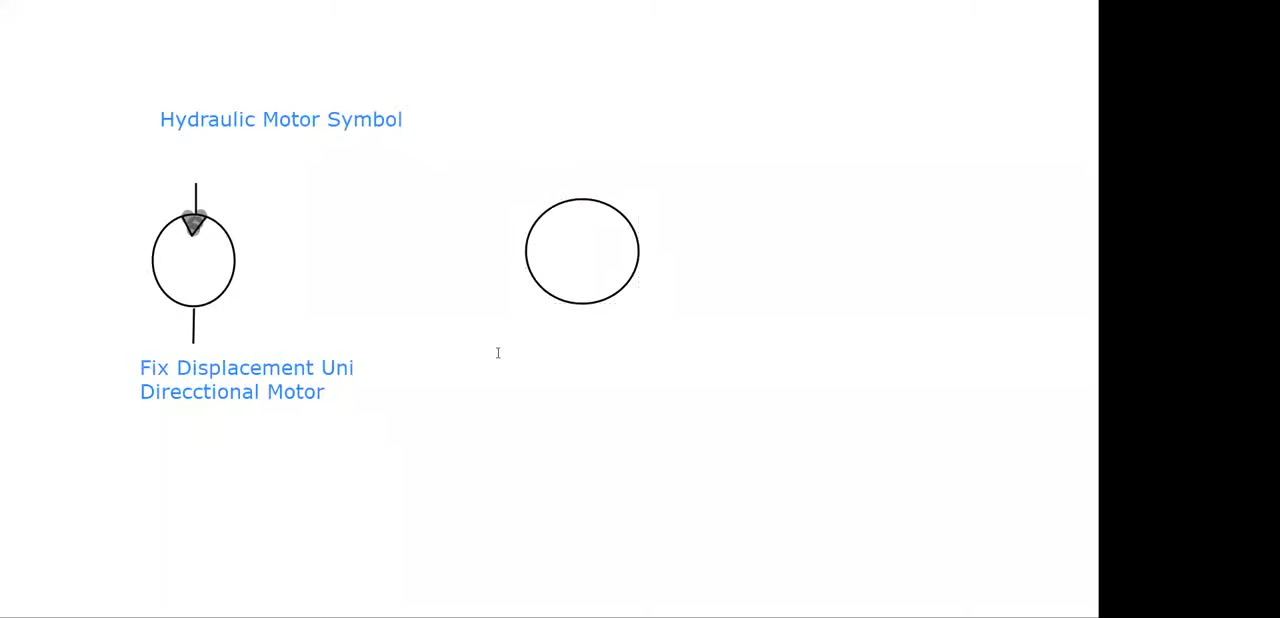 Hydraulic Motor Symbol
Fix Displacement Uni
Direcctional Motor